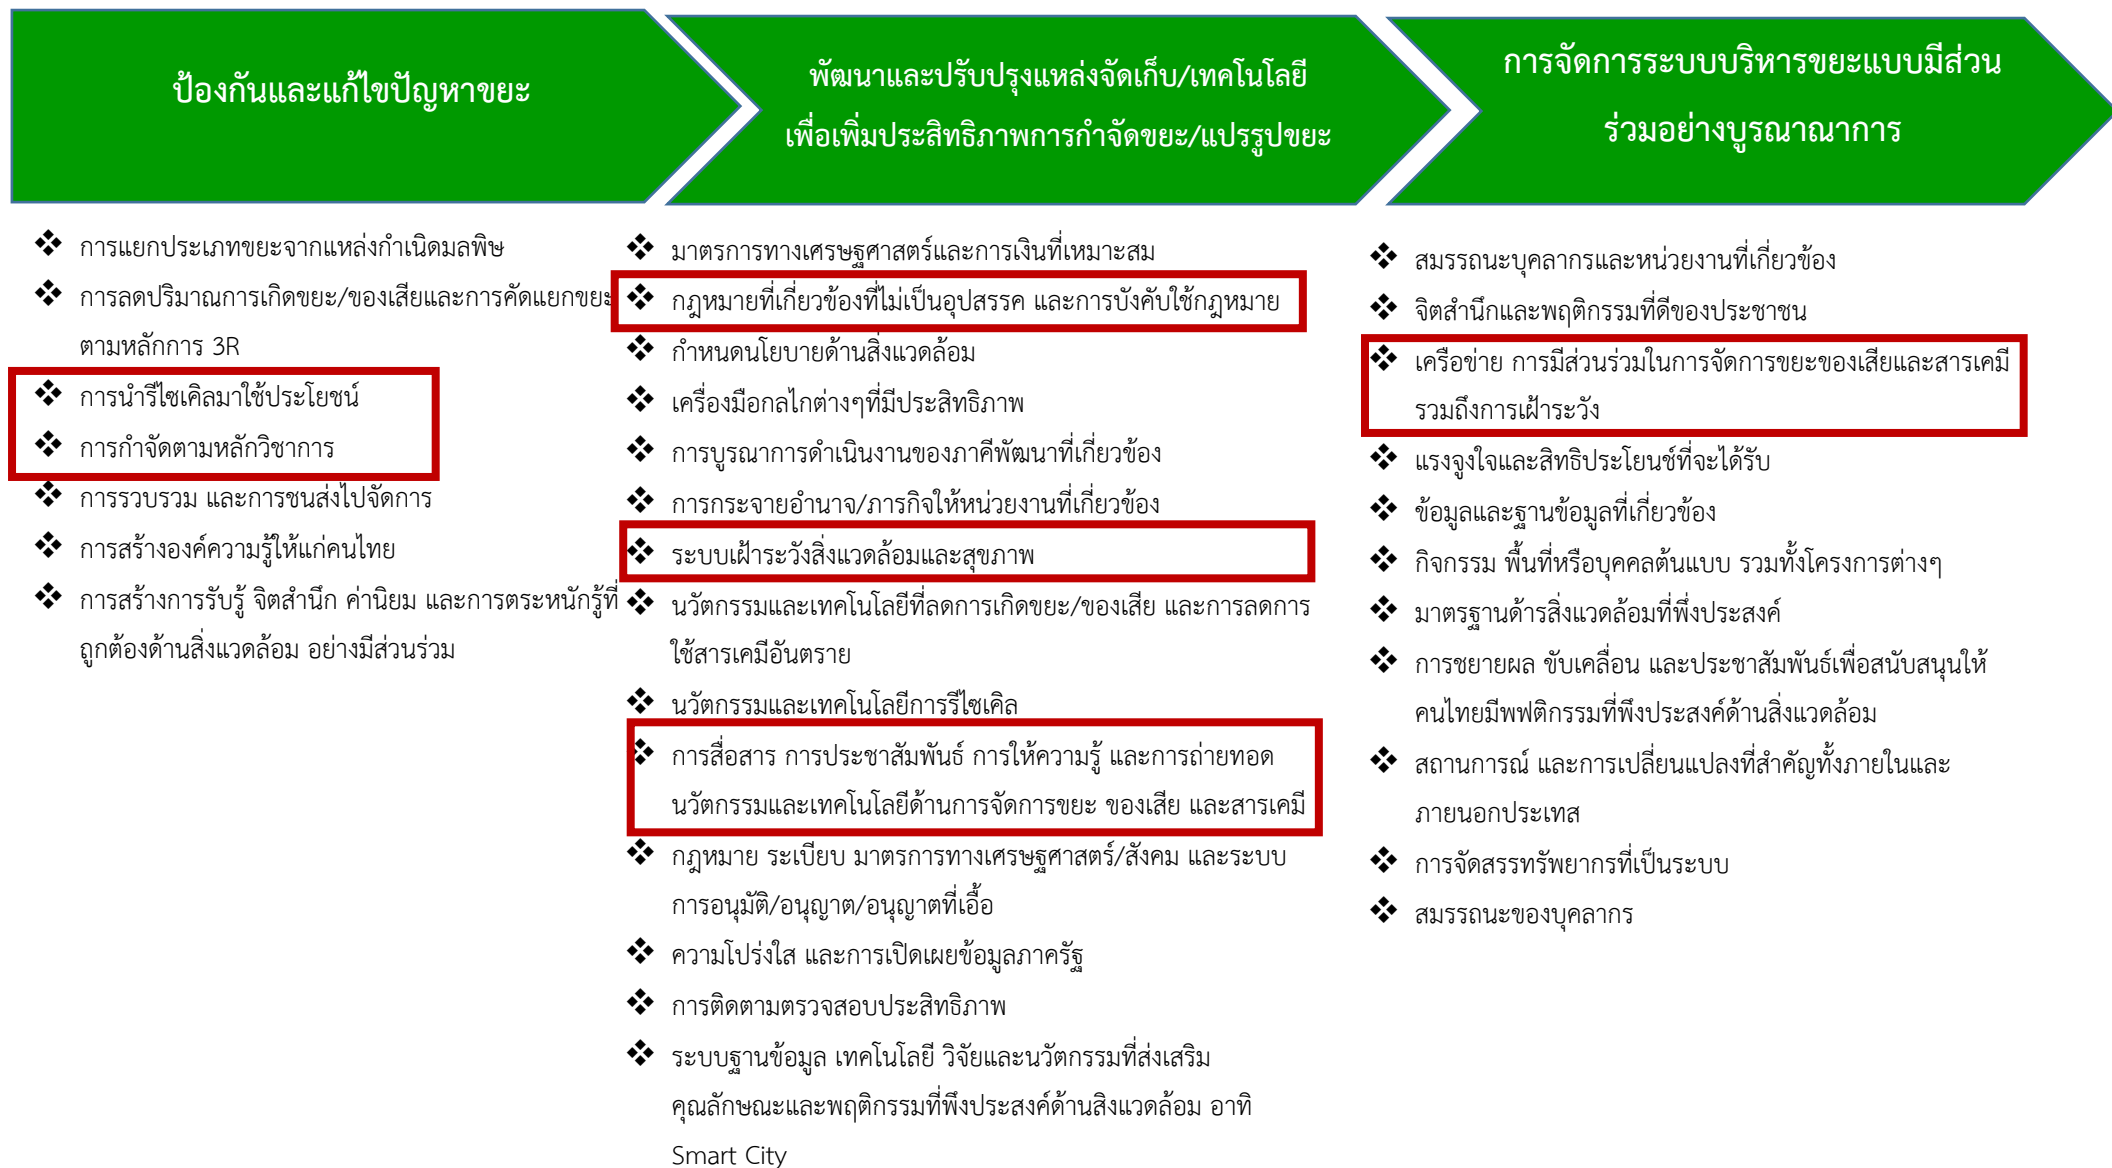 ป้องกันและแก้ไขปัญหาขยะ
พัฒนาและปรับปรุงแหล่งจัดเก็บ/เทคโนโลยี
เพื่อเพิ่มประสิทธิภาพการกำจัดขยะ/แปรรูปขยะ
การจัดการระบบบริหารขยะแบบมีส่วน
ร่วมอย่างบูรณาณาการ
❖ การแยกประเภทขยะจากแหล่งกำเนิดมลพิษ
❖ การลดปริมาณการเกิดขยะ/ของเสียและการคัดแยกขยะ
ตามหลักการ 3R
❖ การนำรีไซเคิลมาใช้ประโยชน์
❖ การกำจัดตามหลักวิชาการ
❖ การรวบรวม และการชนส่งไปจัดการ
❖ การสร้างองค์ความรู้ให้แก่คนไทย
❖ การสร้างการรับรู้ จิตสำนึก ค่านิยม และการตระหนักรู้ที่
ถูกต้องด้านสิ่งแวดล้อม อย่างมีส่วนร่วม
❖ มาตรการทางเศรษฐศาสตร์และการเงินที่เหมาะสม
❖ กฎหมายที่เกี่ยวข้องที่ไม่เป็นอุปสรรค และการบังคับใช้กฎหมาย
❖ กำหนดนโยบายด้านสิ่งแวดล้อม
❖ เครื่องมือกลไกต่างๆที่มีประสิทธิภาพ
❖ การบูรณาการดำเนินงานของภาคีพัฒนาที่เกี่ยวข้อง
❖ การกระจายอำนาจ/ภารกิจให้หน่วยงานที่เกี่ยวข้อง
❖ ระบบเฝ้าระวังสิ่งแวดล้อมและสุขภาพ
❖ นวัตกรรมและเทคโนโลยีที่ลดการเกิดขยะ/ของเสีย และการลดการ
ใช้สารเคมีอันตราย
❖ นวัตกรรมและเทคโนโลยีการรีไซเคิล
❖ การสื่อสาร การประชาสัมพันธ์ การให้ความรู้ และการถ่ายทอด
นวัตกรรมและเทคโนโลยีด้านการจัดการขยะ ของเสีย และสารเคมี
❖ กฎหมาย ระเบียบ มาตรการทางเศรษฐศาสตร์/สังคม และระบบ
การอนุมัติ/อนุญาต/อนุญาตที่เอื้อ
❖ ความโปร่งใส และการเปิดเผยข้อมูลภาครัฐ
❖ การติดตามตรวจสอบประสิทธิภาพ
❖ ระบบฐานข้อมูล เทคโนโลยี วิจัยและนวัตกรรมที่ส่งเสริม
คุณลักษณะและพฤติกรรมที่พึงประสงค์ด้านสิงแวดล้อม อาทิ
Smart City
❖ สมรรถนะบุคลากรและหน่วยงานที่เกี่ยวข้อง
❖ จิตสำนึกและพฤติกรรมที่ดีของประชาชน
❖ เครือข่าย การมีส่วนร่วมในการจัดการขยะของเสียและสารเคมี
รวมถึงการเฝ้าระวัง
❖ แรงจูงใจและสิทธิประโยนช์ที่จะได้รับ
❖ ข้อมูลและฐานข้อมูลที่เกี่ยวข้อง
❖ กิจกรรม พื้นที่หรือบุคคลต้นแบบ รวมทั้งโครงการต่างๆ
❖ มาตรฐานด้ารสิ่งแวดล้อมที่พึ่งประสงค์
❖ การชยายผล ขับเคลื่อน และประชาสัมพันธ์เพื่อสนับสนุนให้
คนไทยมีพฟติกรรมที่พึงประสงค์ด้านสิ่งแวดล้อม
❖ สถานการณ์ และการเปลี่ยนแปลงที่สำคัญทั้งภายในและ
ภายนอกประเทส
❖ การจัดสรรทรัพยากรที่เป็นระบบ
❖ สมรรถนะของบุคลากร